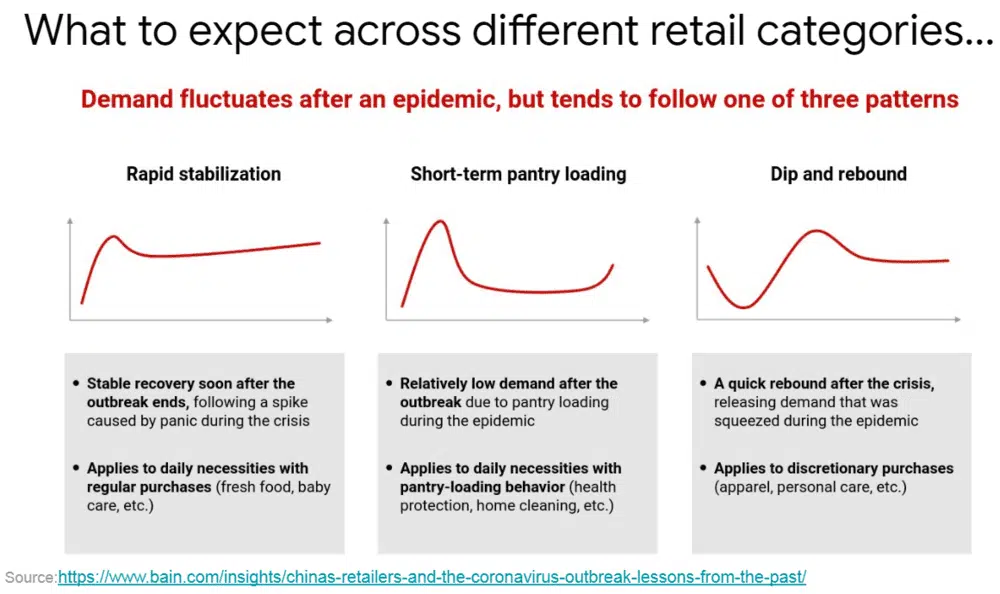 What to expect across different retail categories...
Demand fluctuates after an epidemic, but tends to follow one of three patterns
Rapid stabilization
Short-term pantry loading
Dip and rebound
• Stable recovery soon after the
outbreak ends, following a spike
caused by panic during the crisis
• Applies to daily necessities with
regular purchases (fresh food, baby
care, etc.)
• Relatively low demand after the
outbreak due to pantry loading
during the epidemic
• Applies to daily necessities with
pantry-loading behavior (health
protection, home cleaning, etc.)
• A quick rebound after the crisis,
releasing demand that was
squeezed during the epidemic
• Applies to discretionary purchases
(apparel, personal care, etc.)
Source:https://www.bain.com/insights/chinas-retailers-and-the-coronavirus-outbreak-lessons-from-the-past/